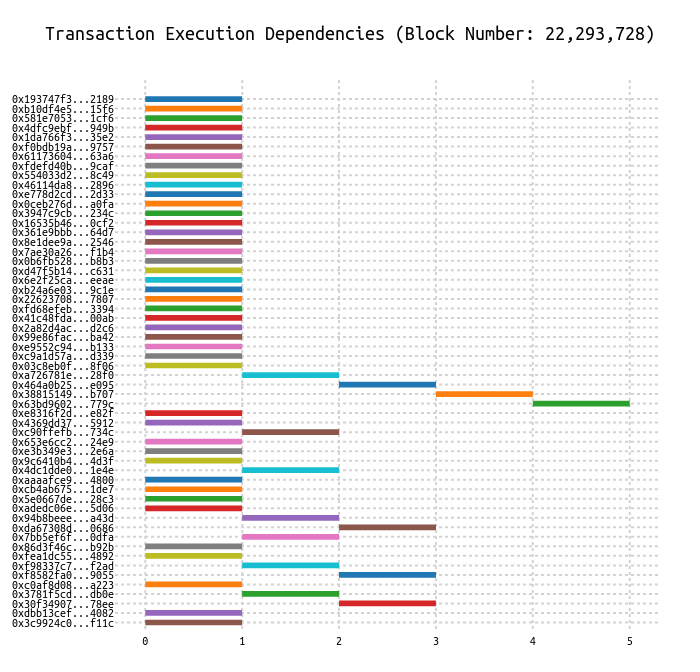 Transaction Execution Dependencies (Block Number: 22,293,728)
0x193747f3...2189
0xb10df4e5...15f6
0x581e7053...1cf6
0x4dfc9ebf...949b
0x1da766f3...35e2
0xf0bdb19a...9757
0x61173604...63a6
0xfdefd40b...9caf
0x554033d2...8c49
0x46114da8...2896
0xe778d2cd...2d33
0x0ceb276d...a0fa
0x3947c9cb...234c
0x16535b46...0cf2
0x361e9bbb...64d7
0x8e1dee9a...2546
0x7ae30a26...f1b4
0x0b6fb528...b8b3
0xd47f5b14...c631
0x6e2f25ca...eeae
0xb24a6e03...9c1e
0x22623708...7807
0xfd68efeb...3394
0x41c48fda...00ab
0x2a82d4ac...d2c6
0x99e86fac...ba42
0xe9552c94...b133
0xc9a1d57a...d339
0x03c8eb0f...8f06
0xa726781e...28f0
0x464a0b25...e095
0x38815149...b707
0x63bd9602...779c
0xe8316f2d...e82f
0x4369dd37...5912
0xc90ffefb...734c
0x653e6cc2...24e9
0xe3b349e3...2e6a
0x9c6410b4...4d3f
0x4dc1dde0...1e4e
0xaaaafce9...4800
0xcb4ab675...1de7
0x5e0667de...28c3
0xadedc06e...5d06
0x94b8beee...a43d
0xda67308d...0686
0x7bb5ef6f...0dfa
0x86d3f46c...b92b
0xfea1dc55...4892
0xf98337c7...f2ad
0xf8582fa0...9055
0xc0af8d08...a223
0x3781f5cd...db0e
0x30f34907...78ee
0xdbb13cef...4082
0x3c9924c0...f11c
0 1 2 3 4 5